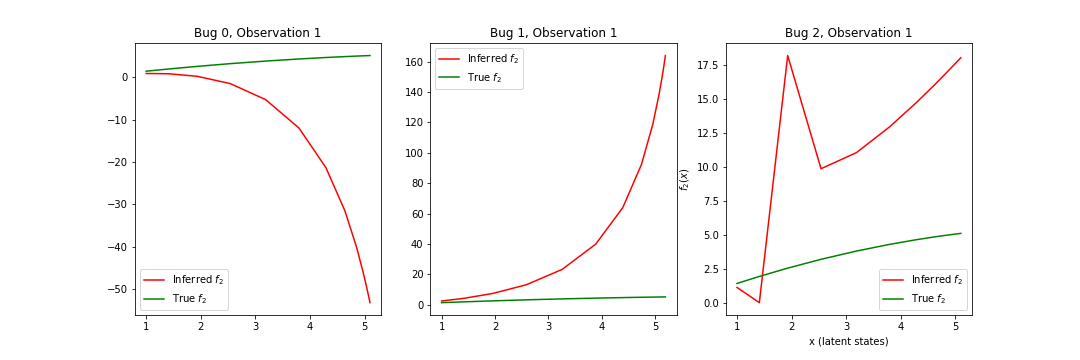 Bug 0, Observation 1
0
−10
−20
−30
−40
−50
1 2 3 4 5
Inferred f₂
True f₂
Bug 1, Observation 1
160
140
120
100
80
60
40
20
0
1 2 3 4 5
Inferred f₂
True f₂
Bug 2, Observation 1
f₂(x)
17.5
15.0
12.5
10.0
7.5
5.0
2.5
0.0
1 2 3 4 5
x (latent states)
Inferred f₂
True f₂